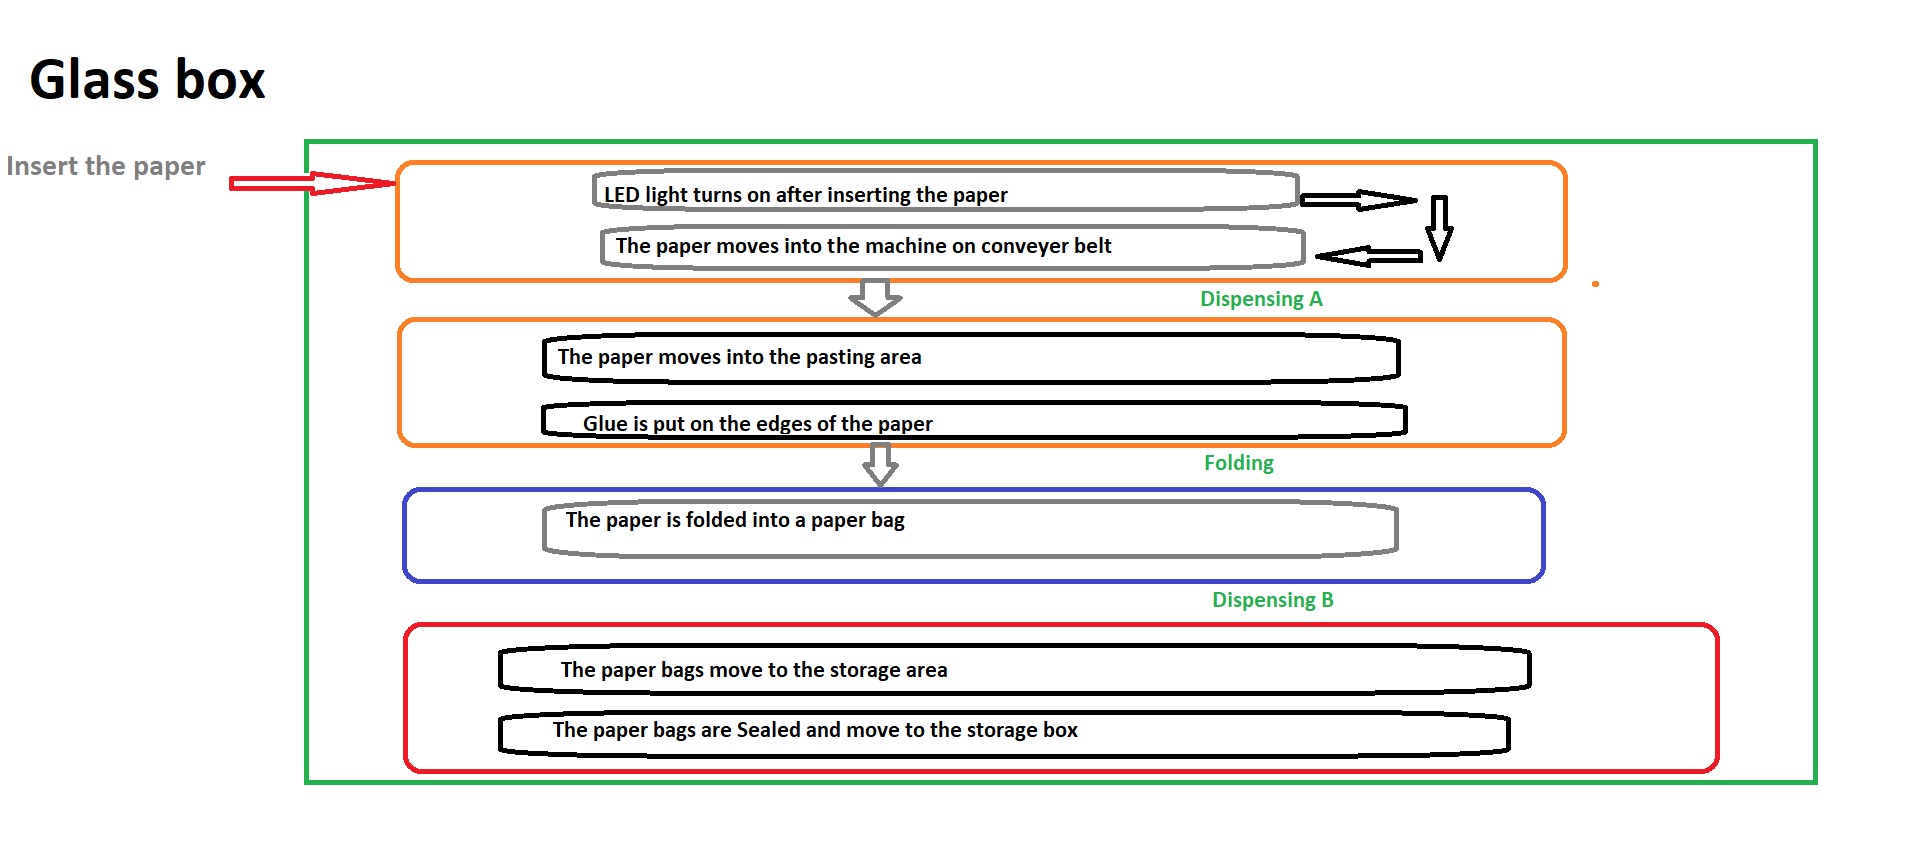 Glass box
Insert the paper
LED light turns on after inserting the paper
The paper moves into the machine on conveyer belt
Dispensing A
The paper moves into the pasting area
Glue is put on the edges of the paper
Folding
The paper is folded into a paper bag
Dispensing B
The paper bags move to the storage area
The paper bags are Sealed and move to the storage box